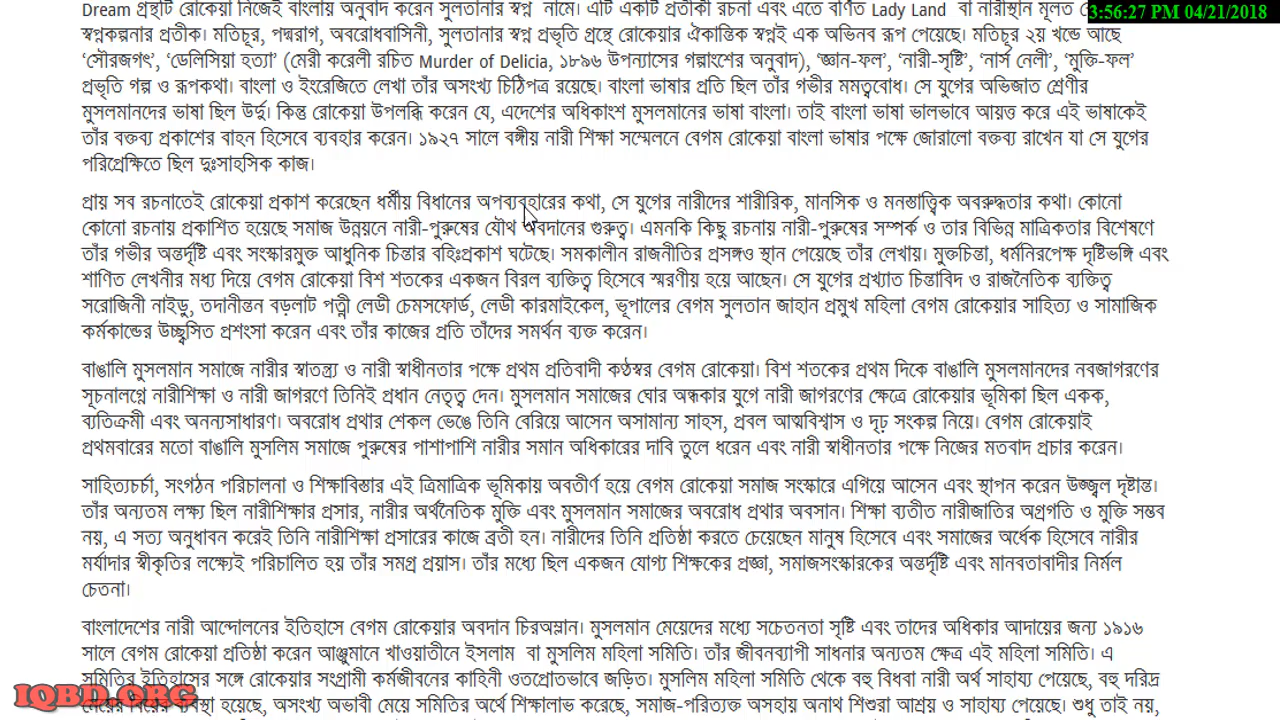 Dream গ্রন্থটি রোকেয়া নিজেই বাংলায় অনুবাদ করেন সুলতানার স্বপ্ন নামে। এটি একটি প্রতীকী রচনা এবং এতে বর্ণিত Lady Land বা নারীস্থান মূলত
3:56:27 PM 04/21/2018
স্বপ্নকল্পনার প্রতীক। মতিচূর, পদ্মরাগ, অবরোধবাসিনী, সুলতানার স্বপ্ন প্রভৃতি গ্রন্থে রোকেয়ার ঐকান্তিক স্বপ্নই এক অভিনব রূপ পেয়েছে। মতিচূর ২য় খন্ডে আছে
‘সৌরজগৎ’, ‘ডেলিসিয়া হত্যা’ (মেরী করেলী রচিত Murder of Delicia, ১৮৯৬ উপন্যাসের গল্পাংশের অনুবাদ), ‘জ্ঞান-ফল’, ‘নারী-সৃষ্টি’, ‘নার্স নেলী’, ‘মুক্তি-ফল’
প্রভৃতি গল্প ও রূপকথা। বাংলা ও ইংরেজিতে লেখা তাঁর অসংখ্য চিঠিপত্র রয়েছে। বাংলা ভাষার প্রতি ছিল তাঁর গভীর মমত্ববোধ। সে যুগের অভিজাত শ্রেণীর
মুসলমানদের ভাষা ছিল উর্দু। কিন্তু রোকেয়া উপলব্ধি করেন যে, এদেশের অধিকাংশ মুসলমানের ভাষা বাংলা। তাই বাংলা ভাষা ভালভাবে আয়ত্ত করে এই ভাষাকেই
তাঁর বক্তব্য প্রকাশের বাহন হিসেবে ব্যবহার করেন। ১৯২৭ সালে বঙ্গীয় নারী শিক্ষা সম্মেলনে বেগম রোকেয়া বাংলা ভাষার পক্ষে জোরালো বক্তব্য রাখেন যা সে যুগের
পরিপ্রেক্ষিতে ছিল দুঃসাহসিক কাজ।
প্রায় সব রচনাতেই রোকেয়া প্রকাশ করেছেন ধর্মীয় বিধানের অপব্যবহারের কথা, সে যুগের নারীদের শারীরিক, মানসিক ও মনস্তাত্ত্বিক অবরুদ্ধতার কথা। কোনো
কোনো রচনায় প্রকাশিত হয়েছে সমাজ উন্নয়নে নারী-পুরুষের যৌথ অবদানের গুরুত্ব। এমনকি কিছু রচনায় নারী-পুরুষের সম্পর্ক ও তার বিভিন্ন মাত্রিকতার বিশেষণে
তাঁর গভীর অন্তর্দৃষ্টি এবং সংস্কারমুক্ত আধুনিক চিন্তার বহিঃপ্রকাশ ঘটেছে। সমকালীন রাজনীতির প্রসঙ্গও স্থান পেয়েছে তাঁর লেখায়। মুক্তচিন্তা, ধর্মনিরপেক্ষ দৃষ্টিভঙ্গি এবং
শাণিত লেখনীর মধ্য দিয়ে বেগম রোকেয়া বিশ শতকের একজন বিরল ব্যক্তিত্ব হিসেবে স্মরণীয় হয়ে আছেন। সে যুগের প্রখ্যাত চিন্তাবিদ ও রাজনৈতিক ব্যক্তিত্ব
সরোজিনী নাইডু, তদানীন্তন বড়লাট পত্নী লেডী চেমসফোর্ড, লেডী কারমাইকেল, ভূপালের বেগম সুলতান জাহান প্রমুখ মহিলা বেগম রোকেয়ার সাহিত্য ও সামাজিক
কর্মকান্ডের উচ্ছ্বসিত প্রশংসা করেন এবং তাঁর কাজের প্রতি তাঁদের সমর্থন ব্যক্ত করেন।
বাঙালি মুসলমান সমাজে নারীর স্বাতন্ত্র্য ও নারী স্বাধীনতার পক্ষে প্রথম প্রতিবাদী কণ্ঠস্বর বেগম রোকেয়া। বিশ শতকের প্রথম দিকে বাঙালি মুসলমানদের নবজাগরণের
সূচনালগ্নে নারীশিক্ষা ও নারী জাগরণে তিনিই প্রধান নেতৃত্ব দেন। মুসলমান সমাজের ঘোর অন্ধকার যুগে নারী জাগরণের ক্ষেত্রে রোকেয়ার ভূমিকা ছিল একক,
ব্যতিক্রমী এবং অনন্যসাধারণ। অবরোধ প্রথার শেকল ভেঙে তিনি বেরিয়ে আসেন অসামান্য সাহস, প্রবল আত্মবিশ্বাস ও দৃঢ় সংকল্প নিয়ে। বেগম রোকেয়াই
প্রথমবারের মতো বাঙালি মুসলিম সমাজে পুরুষের পাশাপাশি নারীর সমান অধিকারের দাবি তুলে ধরেন এবং নারী স্বাধীনতার পক্ষে নিজের মতবাদ প্রচার করেন।
সাহিত্যচর্চা, সংগঠন পরিচালনা ও শিক্ষাবিস্তার এই ত্রিমাত্রিক ভূমিকায় অবতীর্ণ হয়ে বেগম রোকেয়া সমাজ সংস্কারে এগিয়ে আসেন এবং স্থাপন করেন উজ্জ্বল দৃষ্টান্ত।
তাঁর অন্যতম লক্ষ্য ছিল নারীশিক্ষার প্রসার, নারীর অর্থনৈতিক মুক্তি এবং মুসলমান সমাজের অবরোধ প্রথার অবসান। শিক্ষা ব্যতীত নারীজাতির অগ্রগতি ও মুক্তি সম্ভব
নয়, এ সত্য অনুধাবন করেই তিনি নারীশিক্ষা প্রসারের কাজে ব্রতী হন। নারীদের তিনি প্রতিষ্ঠা করতে চেয়েছেন মানুষ হিসেবে এবং সমাজের অর্ধেক হিসেবে নারীর
মর্যাদার স্বীকৃতির লক্ষ্যেই পরিচালিত হয় তাঁর সমগ্র প্রয়াস। তাঁর মধ্যে ছিল একজন যোগ্য শিক্ষকের প্রজ্ঞা, সমাজসংস্কারকের অন্তর্দৃষ্টি এবং মানবতাবাদীর নির্মল
চেতনা।
বাংলাদেশের নারী আন্দোলনের ইতিহাসে বেগম রোকেয়ার অবদান চিরঅম্লান। মুসলমান মেয়েদের মধ্যে সচেতনতা সৃষ্টি এবং তাদের অধিকার আদায়ের জন্য ১৯১৬
সালে বেগম রোকেয়া প্রতিষ্ঠা করেন আঞ্জুমানে খাওয়াতীনে ইসলাম বা মুসলিম মহিলা সমিতি। তাঁর জীবনব্যাপী সাধনার অন্যতম ক্ষেত্র এই মহিলা সমিতি। এ
সমিতির ইতিহাসের সঙ্গে রোকেয়ার সংগ্রামী কর্মজীবনের কাহিনী ওতপ্রোতভাবে জড়িত। মুসলিম মহিলা সমিতি থেকে বহু বিধবা নারী অর্থ সাহায্য পেয়েছে, বহু দরিদ্র
মেয়ের বিয়ের ব্যবস্থা হয়েছে, অসংখ্য অভাবী মেয়ে সমিতির অর্থে শিক্ষালাভ করেছে, সমাজ-পরিত্যক্ত অসহায় অনাথ শিশুরা আশ্রয় ও সাহায্য পেয়েছে। শুধু তাই নয়,
IQBD.ORG